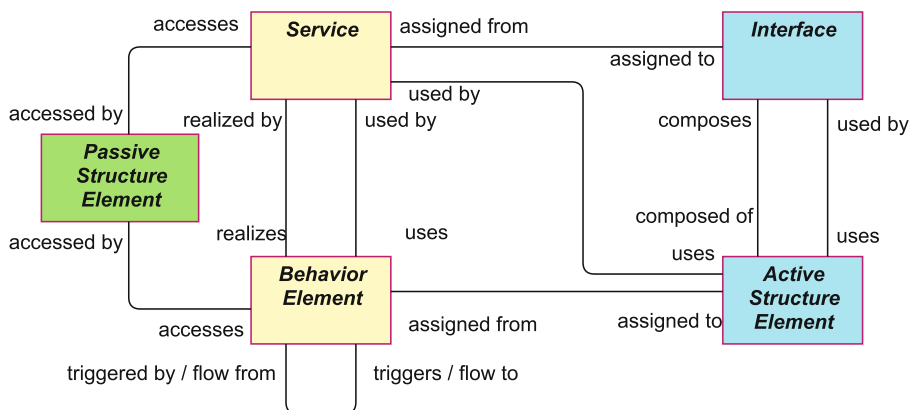 accesses
Service
assigned from
Interface
assigned to
used by
accessed by
realized by
used by
composes
used by
Passive
Structure
Element
accessed by
realizes
uses
composed of
uses
uses
Behavior
Element
Active
Structure
Element
accesses
assigned from
assigned to
triggered by / flow from
triggers / flow to